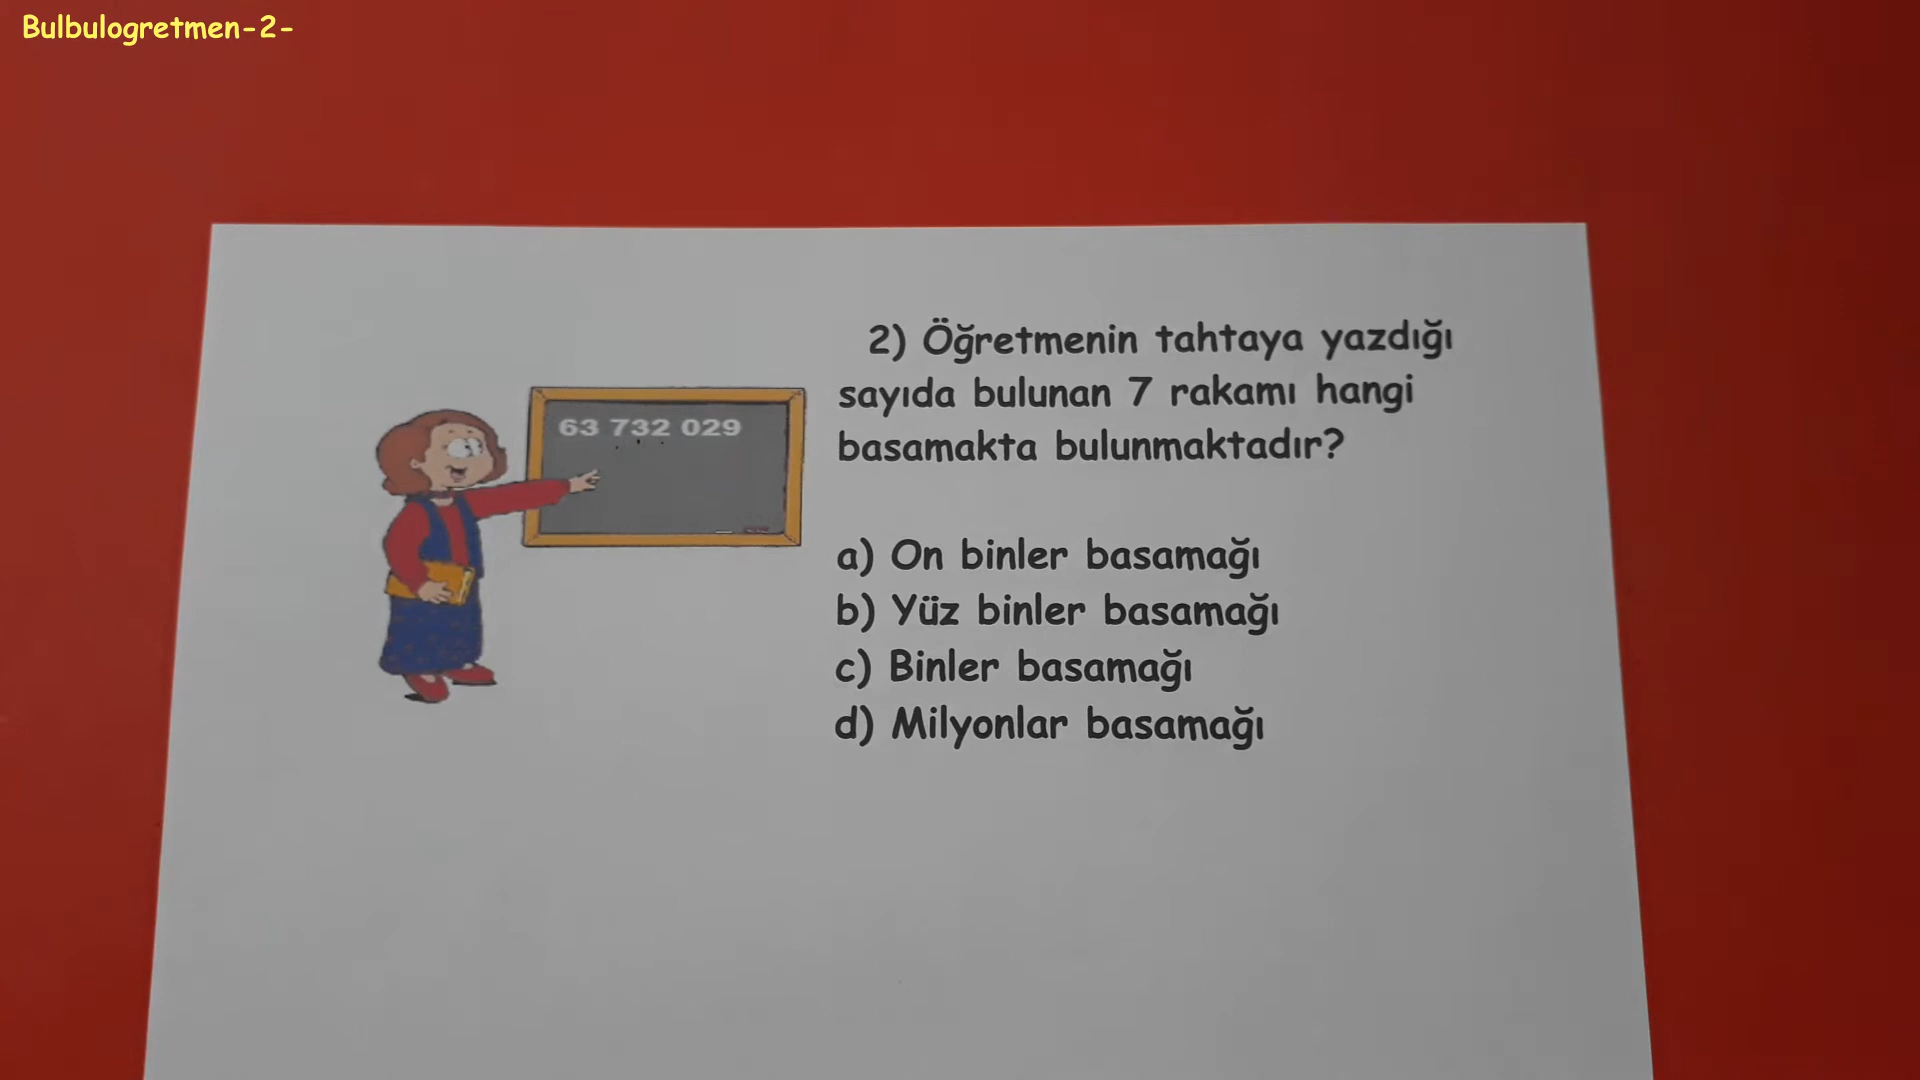 Bulbulogretmen-2-
63 732 029
2) Öğretmenin tahtaya yazdığı
sayıda bulunan 7 rakamı hangi
basamakta bulunmaktadır?
a) On binler basamağı
b) Yüz binler basamağı
c) Binler basamağı
d) Milyonlar basamağı